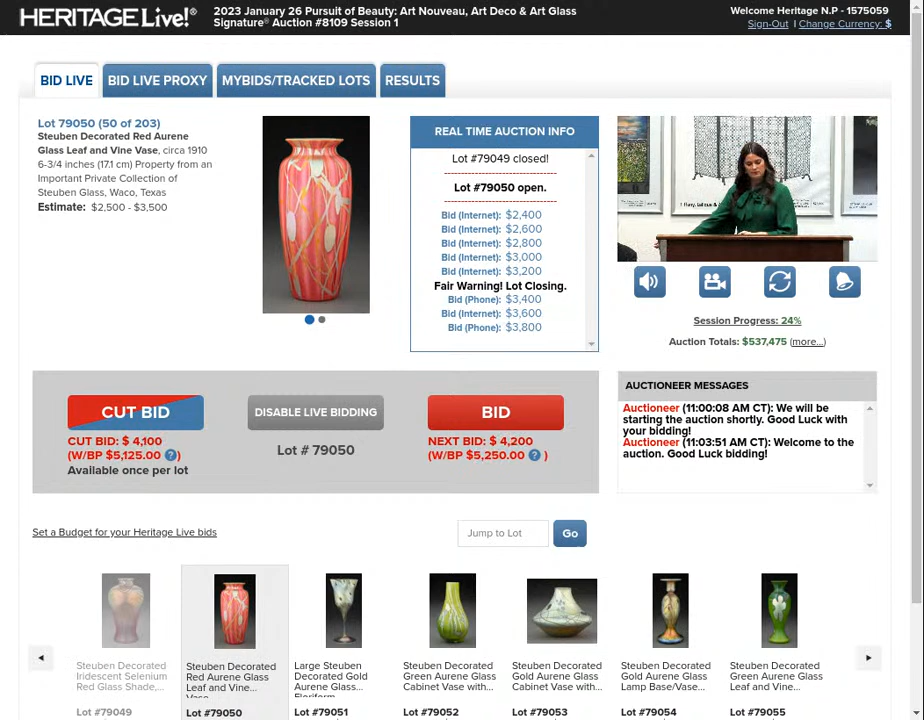 HERITAGE Live!®
2023 January 26 Pursuit of Beauty: Art Nouveau, Art Deco & Art Glass
Signature® Auction #8109 Session 1
Welcome Heritage N.P - 1575059
Sign-Out | Change Currency: $
BID LIVE
BID LIVE PROXY
MYBIDS/TRACKED LOTS
RESULTS
Lot 79050 (50 of 203)
Steuben Decorated Red Aurene
Glass Leaf and Vine Vase, circa 1910
6-3/4 inches (17.1 cm) Property from an
Important Private Collection of
Steuben Glass, Waco, Texas
Estimate: $2,500 - $3,500
REAL TIME AUCTION INFO
Lot #79049 closed!
Lot #79050 open.
Bid (Internet): $2,400
Bid (Internet): $2,600
Bid (Internet): $2,800
Bid (Internet): $3,000
Bid (Internet): $3,200
Fair Warning! Lot Closing.
Bid (Phone): $3,400
Bid (Internet): $3,600
Bid (Phone): $3,800
Session Progress: 24%
Auction Totals: $537,475 (more...)
CUT BID
CUT BID: $ 4,100
(W/BP $5,125.00 ?)
Available once per lot
DISABLE LIVE BIDDING
Lot # 79050
BID
NEXT BID: $ 4,200
(W/BP $5,250.00 ? )
AUCTIONEER MESSAGES
Auctioneer (11:00:08 AM CT): We will be
starting the auction shortly. Good Luck with
your bidding!
Auctioneer (11:03:51 AM CT): Welcome to the
auction. Good Luck bidding!
Set a Budget for your Heritage Live bids
Jump to Lot
Go
Steuben Decorated
Iridescent Selenium
Red Glass Shade,...
Lot #79049
Steuben Decorated
Red Aurene Glass
Leaf and Vine...
Vase
Lot #79050
Large Steuben
Decorated Gold
Aurene Glass...
Floriform
Lot #79051
Steuben Decorated
Green Aurene Glass
Cabinet Vase with...
Lot #79052
Steuben Decorated
Gold Aurene Glass
Cabinet Vase with...
Lot #79053
Steuben Decorated
Gold Aurene Glass
Lamp Base/Vase...
Lot #79054
Steuben Decorated
Green Aurene Glass
Leaf and Vine...
Lot #79055